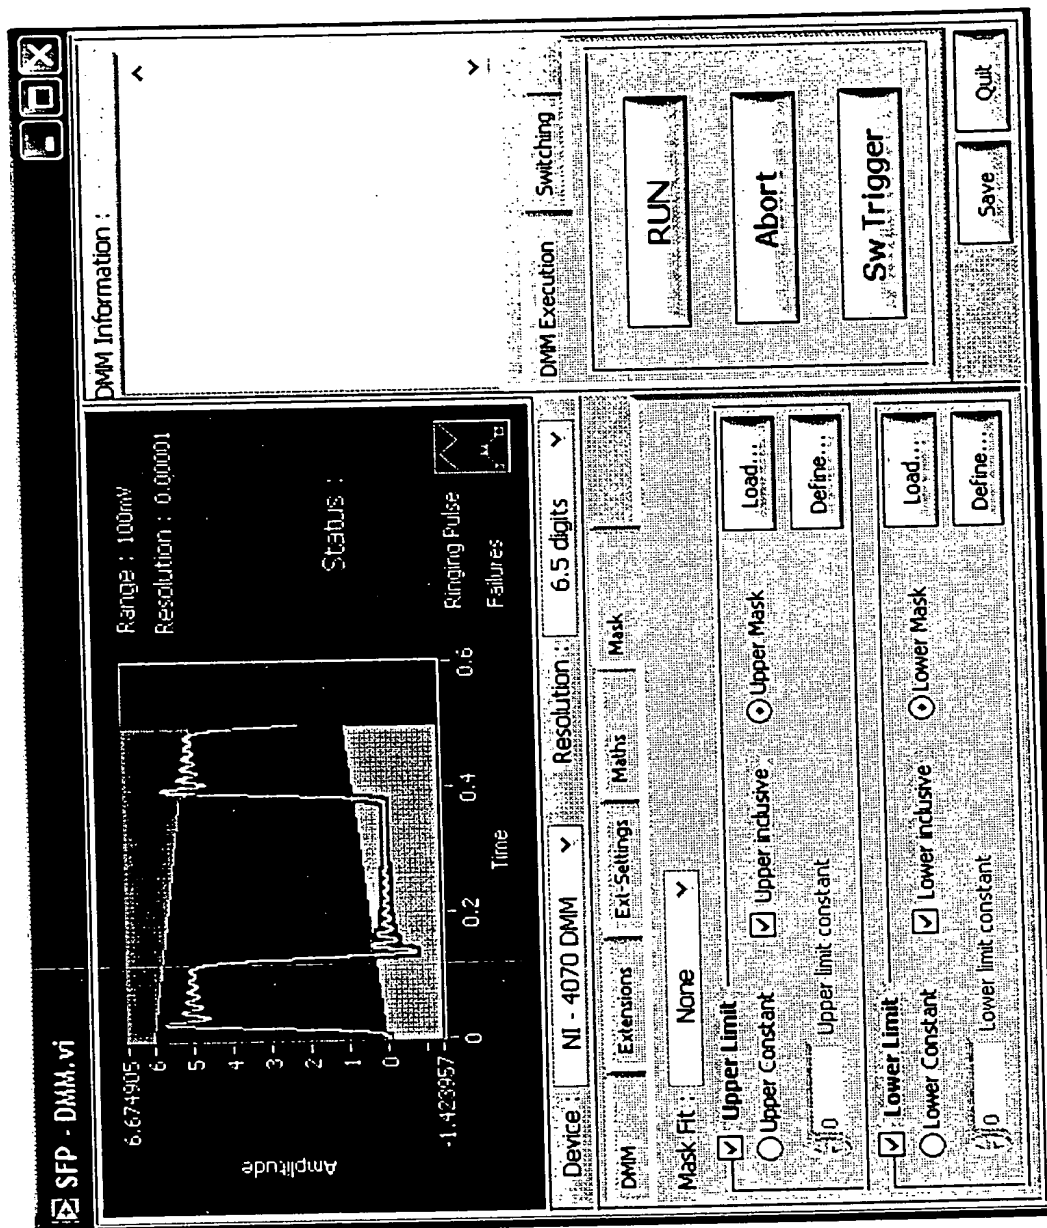 SFP - DMM.vi
6.674905
6
5
4
3
2
1
0
-1.423957
Amplitude
0
0.2
0.4
0.6
Time
Range : 100mV
Resolution : 0.00001
Status :
Ringing Pulse
Failures
DMM Information :
Device :
NI - 4070 DMM
Resolution :
6.5 digits
DMM
Extensions
Ext-Settings
Maths
Mask
Mask Fit :
None
Upper Limit
Upper Constant
Upper inclusive
Upper Mask
Load...
0
Upper limit constant
Define...
Lower Limit
Lower Constant
Lower inclusive
Lower Mask
Load...
0
Lower limit constant
Define...
DMM Execution
Switching
RUN
Abort
Sw Trigger
Save
Quit